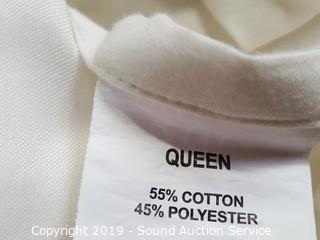 QUEEN
55% COTTON
45% POLYESTER
Copyright 2019 - Sound Auction Service